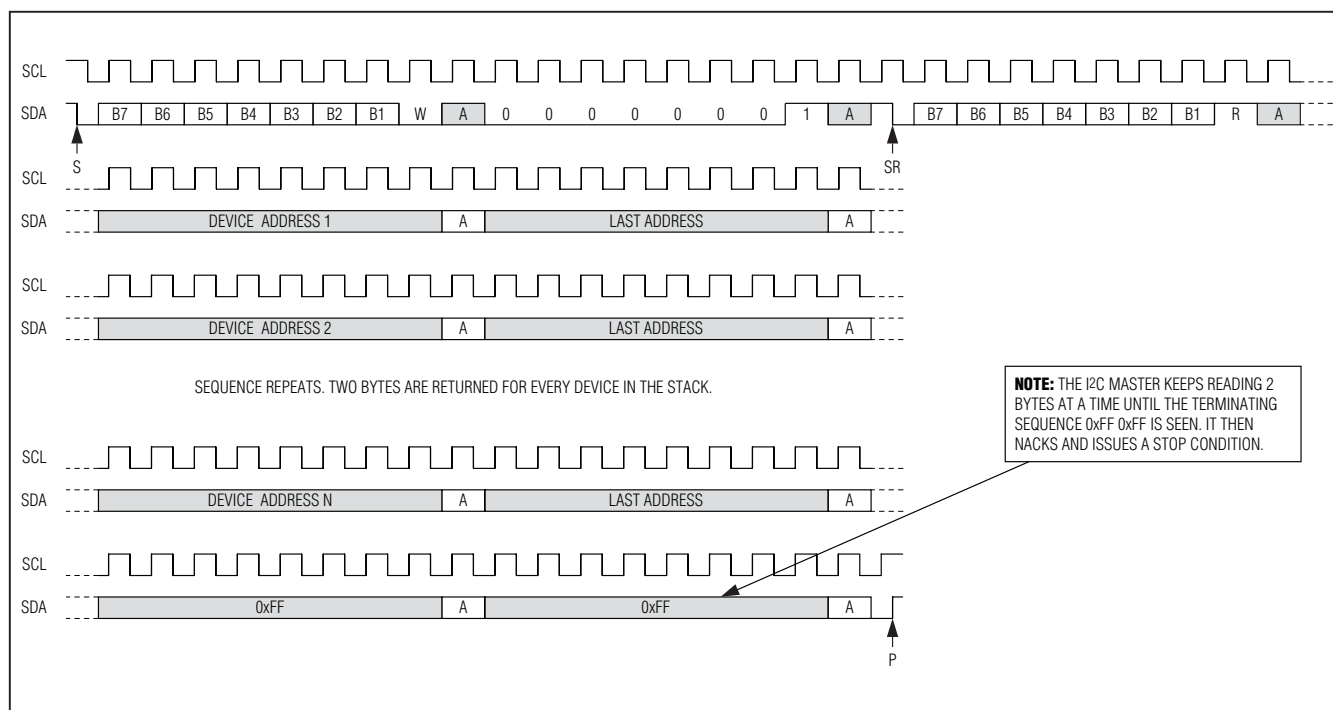 SCL
SDA B7 B6 B5 B4 B3 B2 B1 W A 0 0 0 0 0 0 0 1 A B7 B6 B5 B4 B3 B2 B1 R A
S SR
SCL
SDA DEVICE ADDRESS 1 A LAST ADDRESS A
SCL
SDA DEVICE ADDRESS 2 A LAST ADDRESS A
SEQUENCE REPEATS. TWO BYTES ARE RETURNED FOR EVERY DEVICE IN THE STACK.
NOTE: THE I2C MASTER KEEPS READING 2
BYTES AT A TIME UNTIL THE TERMINATING
SEQUENCE 0xFF 0xFF IS SEEN. IT THEN
NACKS AND ISSUES A STOP CONDITION.
SCL
SDA DEVICE ADDRESS N A LAST ADDRESS A
SCL
SDA 0xFF A 0xFF A
P